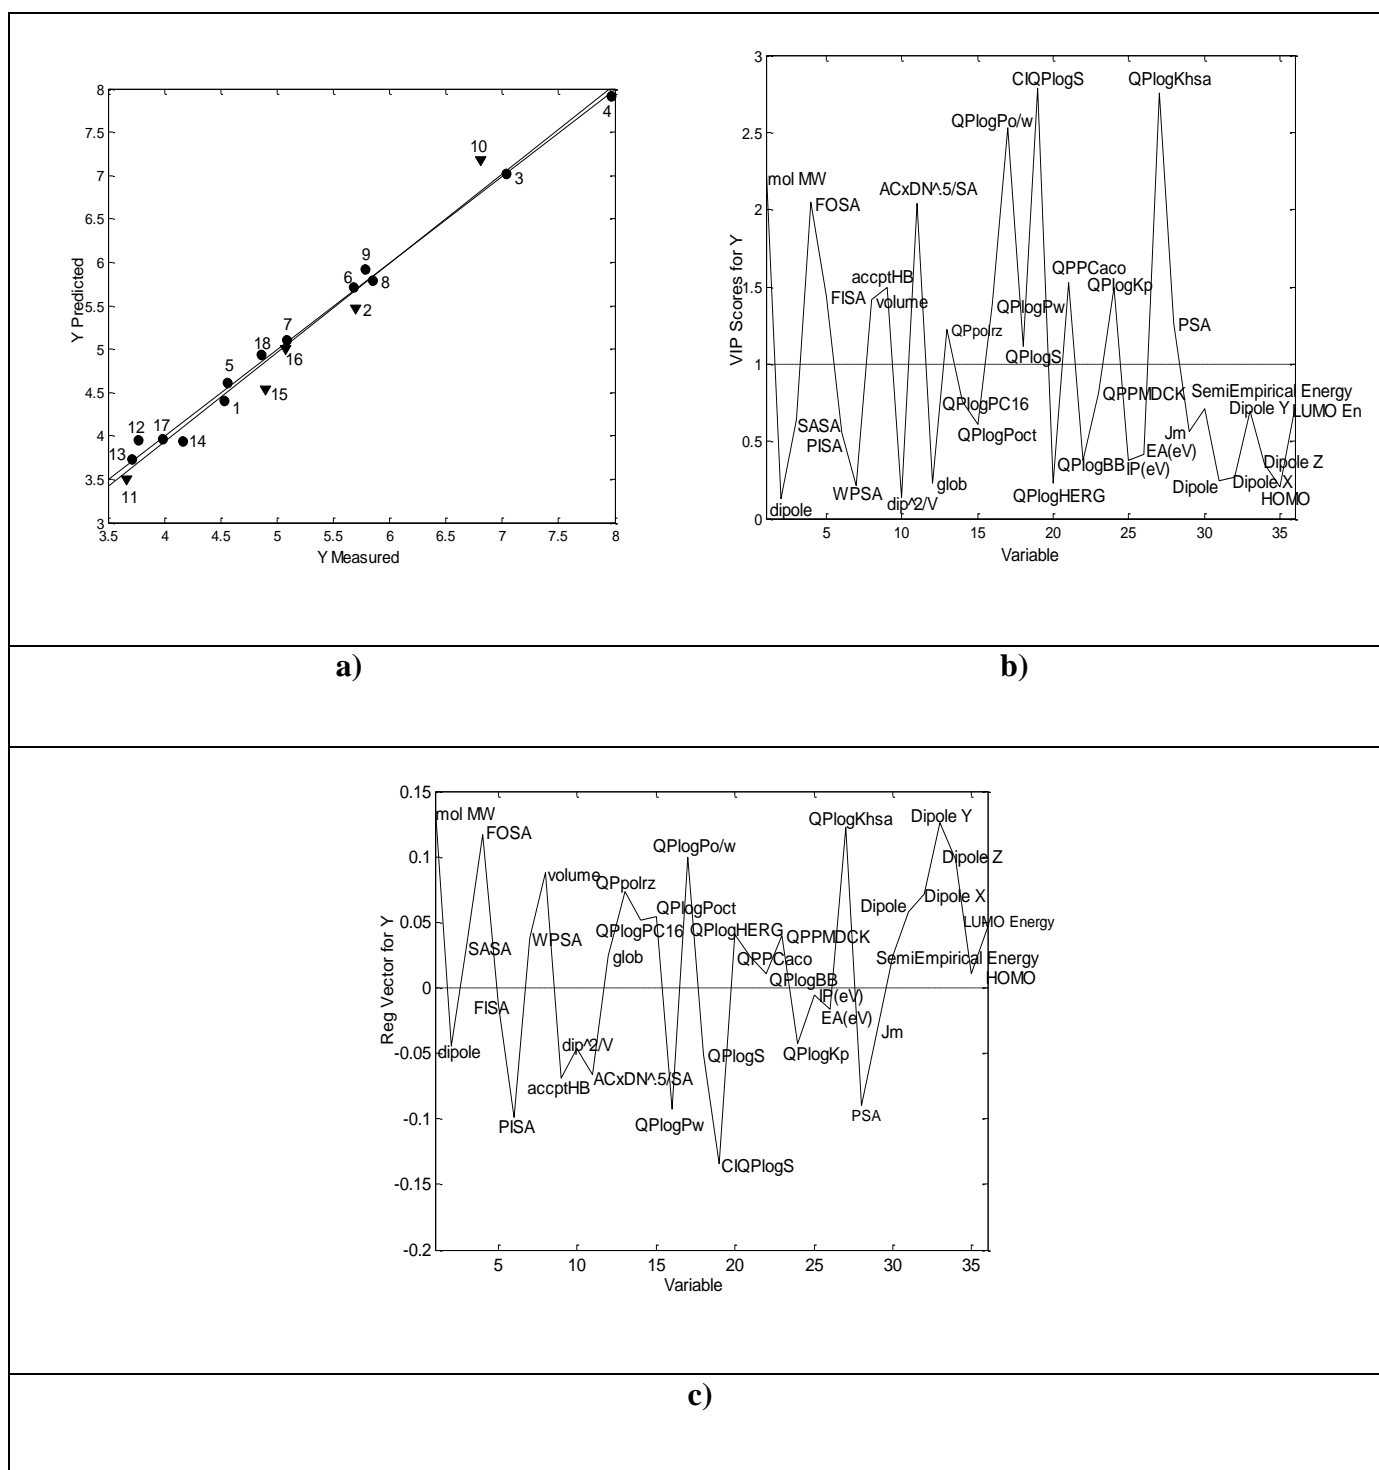 8
7.5
7
6.5
6
5.5
5
4.5
4
3.5
3
Y Predicted
4
10
3
9
6
8
2
7
18
16
5
15
1
12
17
14
13
11
3.5
4
4.5
5
5.5
6
6.5
7
7.5
8
Y Measured
3
2.5
2
1.5
1
0.5
0
VIP Scores for Y
CIQPlogS
QPlogKhsa
QPlogPo/w
mol MW
ACxDN^.5/SA
FOSA
QPPCaco
accptHB
QPlogKp
FISA
volume
QPlogPw
QPpolrz
PSA
QPlogS
SemiEmpirical Energy
QPPMDCK
QPlogPC16
Dipole Y
LUMO En
SASA
Jm
QPlogPoct
PISA
EA(eV)
QPlogBB
IP(eV)
Dipole Z
glob
Dipole X
WPSA
Dipole
QPlogHERG
HOMO
dip^2/V
dipole
5
10
15
20
25
30
35
Variable
a)
b)
0.15
0.1
0.05
0
-0.05
-0.1
-0.15
-0.2
Reg Vector for Y
mol MW
Dipole Y
QPlogKhsa
FOSA
QPlogPo/w
Dipole Z
volume
QPpolrz
Dipole X
QPlogPoct
Dipole
LUMO Energy
QPlogPC16
QPlogHERG
WPSA
QPPMDCK
SASA
glob
QPPCaco
SemiEmpirical Energy
QPlogBB
HOMO
FISA
IP(eV)
EA(eV)
Jm
dip^2/V
dipole
QPlogS
QPlogKp
ACxDN^.5/SA
accptHB
PSA
PISA
QPlogPw
CIQPlogS
5
10
15
20
25
30
35
Variable
c)